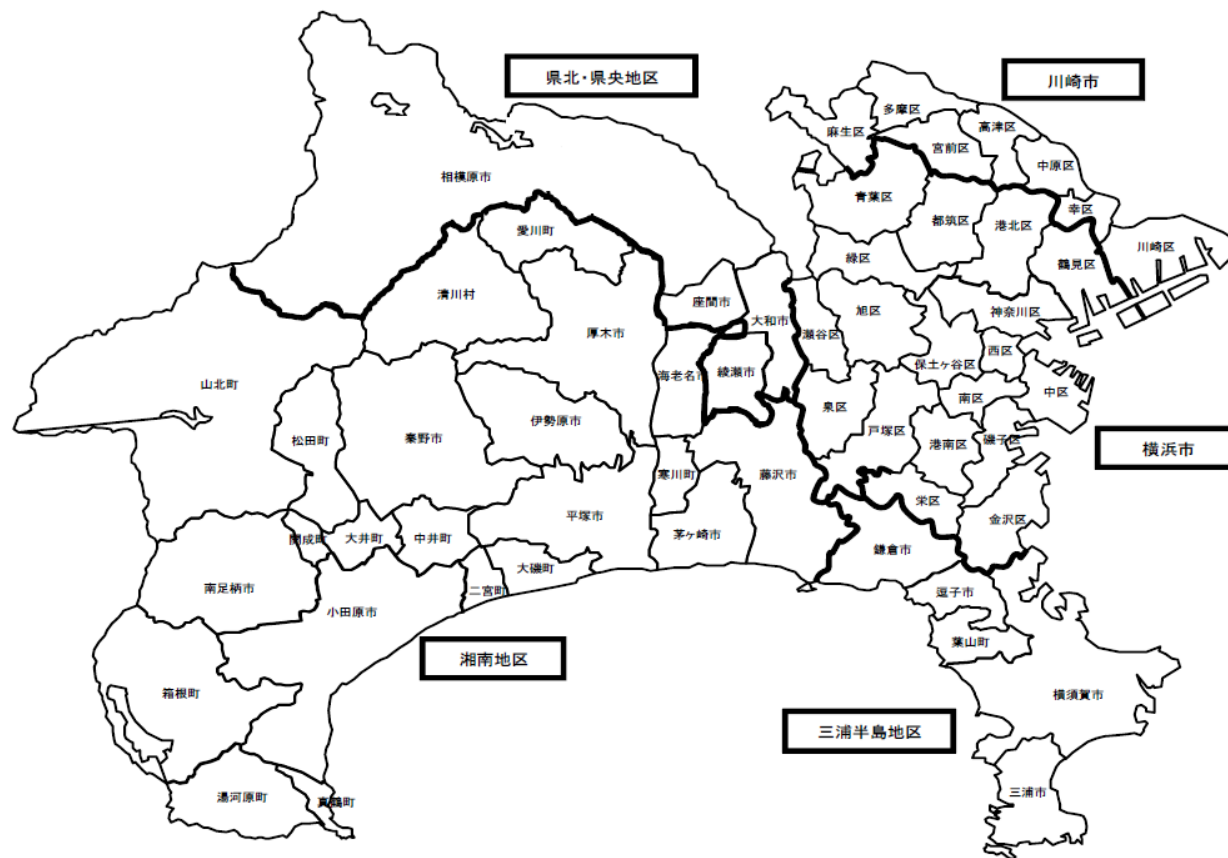 県北・県央地区
川崎市
多摩区
高津区
麻生区
宮前区
中原区
相模原市
青葉区
幸区
都筑区
港北区
愛川町
川崎区
緑区
鶴見区
清川村
座間市
旭区
神奈川区
大和市
厚木市
瀬谷区
西区
保土ヶ谷区
海老名市
綾瀬市
山北町
中区
南区
泉区
伊勢原市
戸塚区
松田町
秦野市
港南区
磯子区
横浜市
寒川町
藤沢市
栄区
平塚市
金沢区
開成町
大井町
中井町
茅ヶ崎市
鎌倉市
大磯町
南足柄市
二宮町
逗子市
小田原市
葉山町
湘南地区
箱根町
横須賀市
三浦半島地区
三浦市
湯河原町
真鶴町